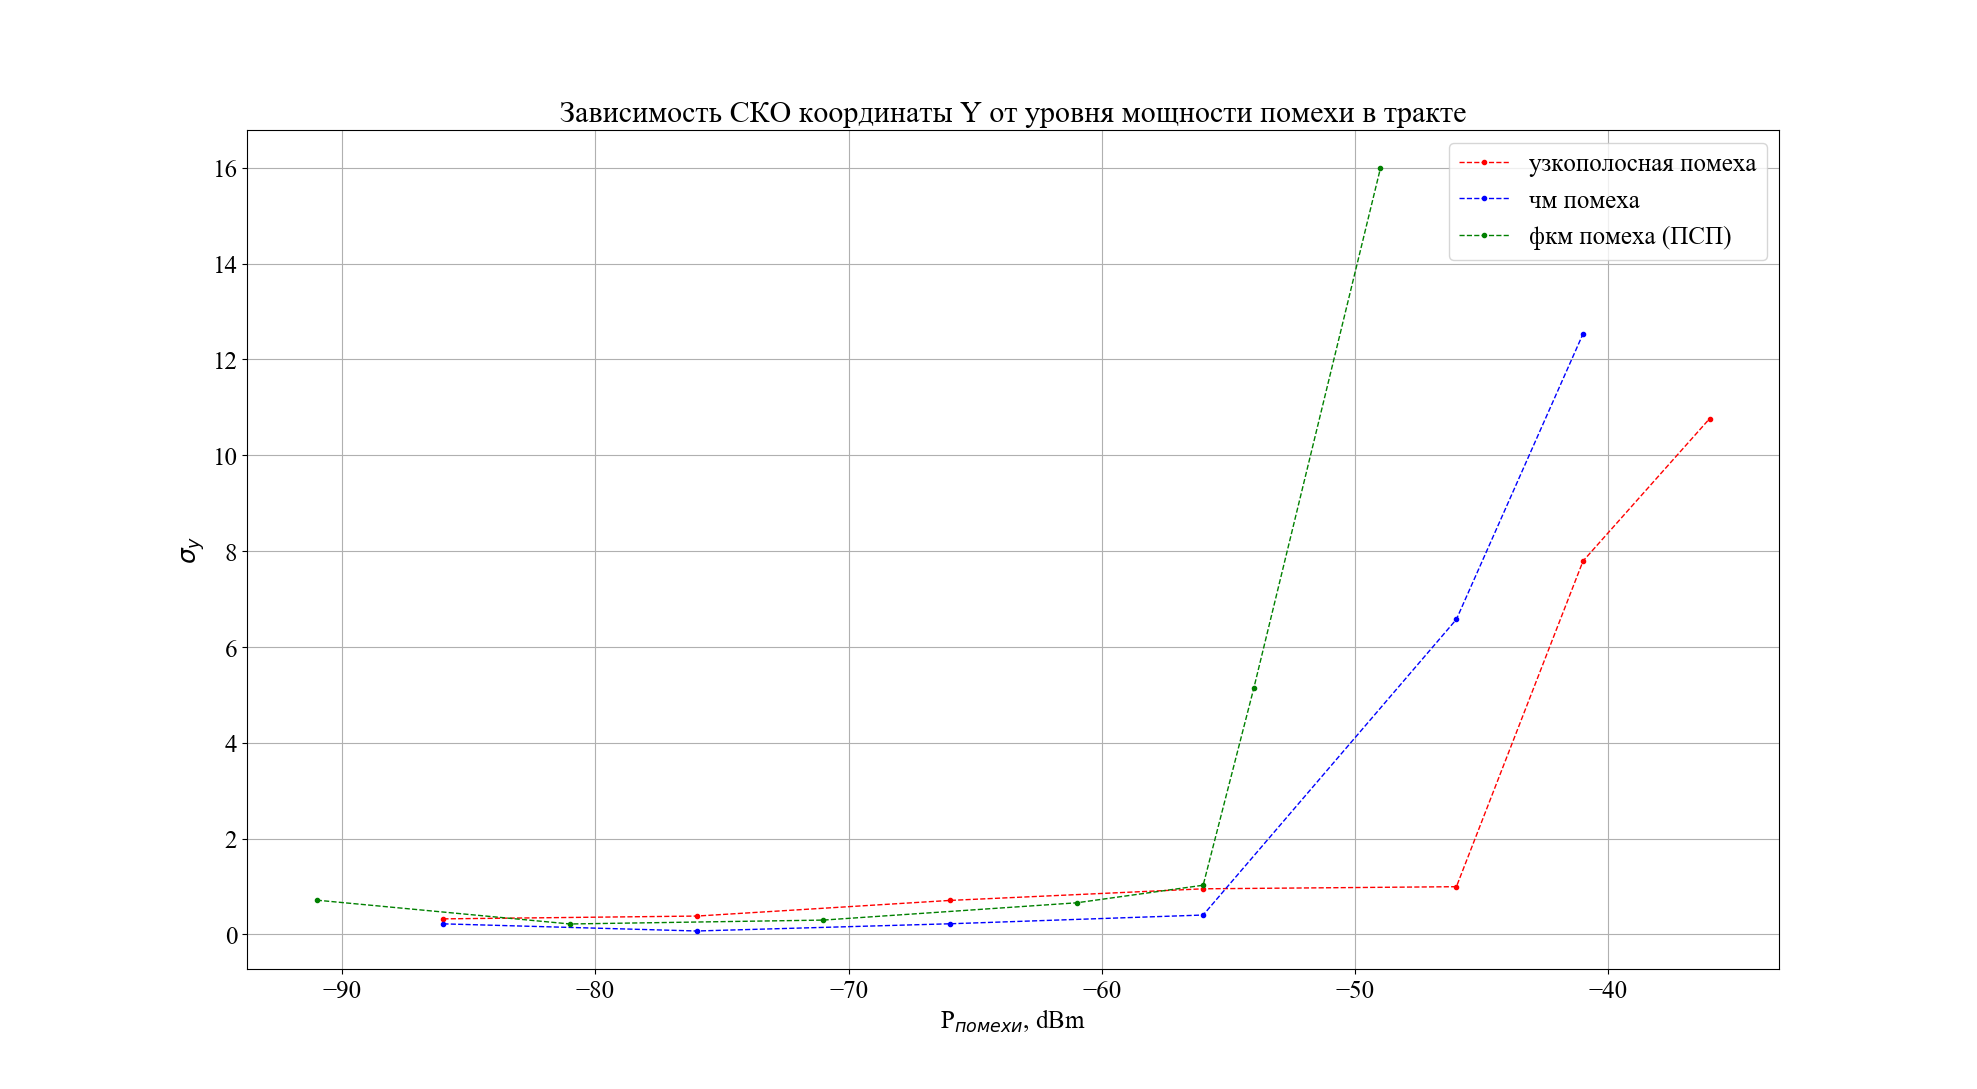 Зависимость СКО координаты Y от уровня мощности помехи в тракте
узкополосная помеха
чм помеха
фкм помеха (ПСП)
16
14
12
10
8
6
4
2
0
σy
−90 −80 −70 −60 −50 −40
Pпомехи, dBm